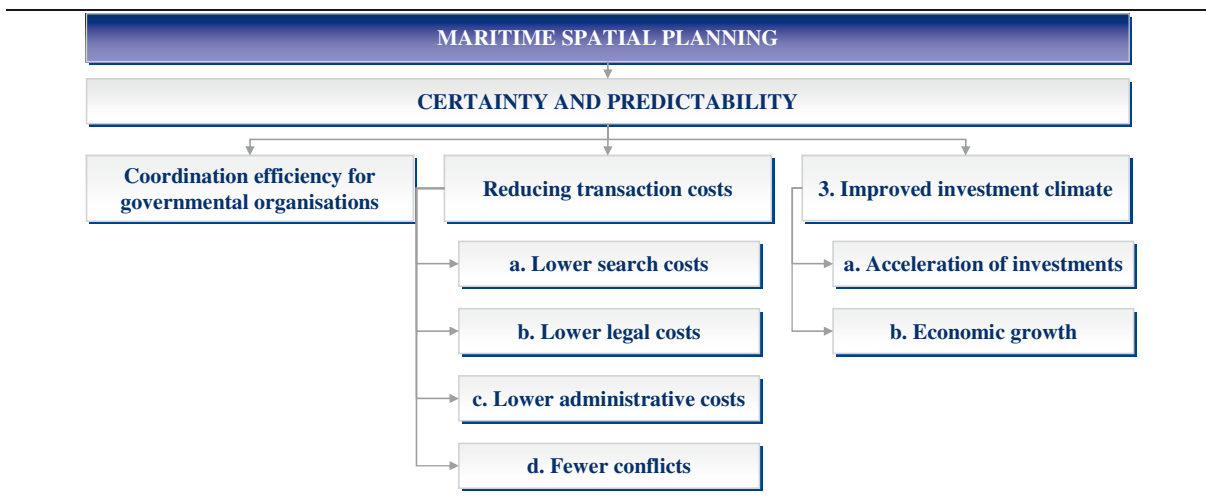 MARITIME SPATIAL PLANNING
CERTAINTY AND PREDICTABILITY
Coordination efficiency for
governmental organisations
Reducing transaction costs
a. Lower search costs
b. Lower legal costs
c. Lower administrative costs
d. Fewer conflicts
3. Improved investment climate
a. Acceleration of investments
b. Economic growth